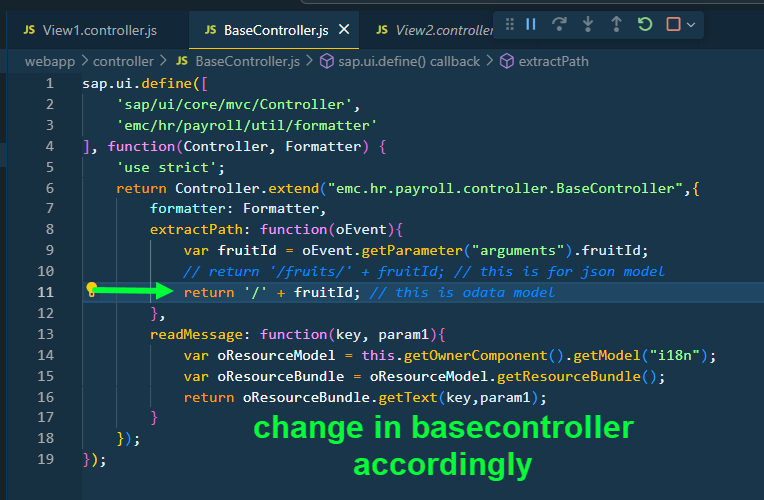 JS View1.controller.js JS BaseController.js × JS View2.controller
webapp > controller > JS BaseController.js > sap.ui.define() callback > extractPath
1 sap.ui.define([
2 'sap/ui/core/mvc/Controller',
3 'emc/hr/payroll/util/formatter'
4 ], function(Controller, Formatter) {
5 'use strict';
6 return Controller.extend("emc.hr.payroll.controller.BaseController",{
7 formatter: Formatter,
8 extractPath: function(oEvent){
9 var fruitId = oEvent.getParameter("arguments").fruitId;
10 // return '/fruits/' + fruitId; // this is for json model
11 return '/' + fruitId; // this is odata model
12 },
13 readMessage: function(key, param1){
14 var oResourceModel = this.getOwnerComponent().getModel("i18n");
15 var oResourceBundle = oResourceModel.getResourceBundle();
16 return oResourceBundle.getText(key,param1);
17 }
18 });
19 });
change in basecontroller
accordingly